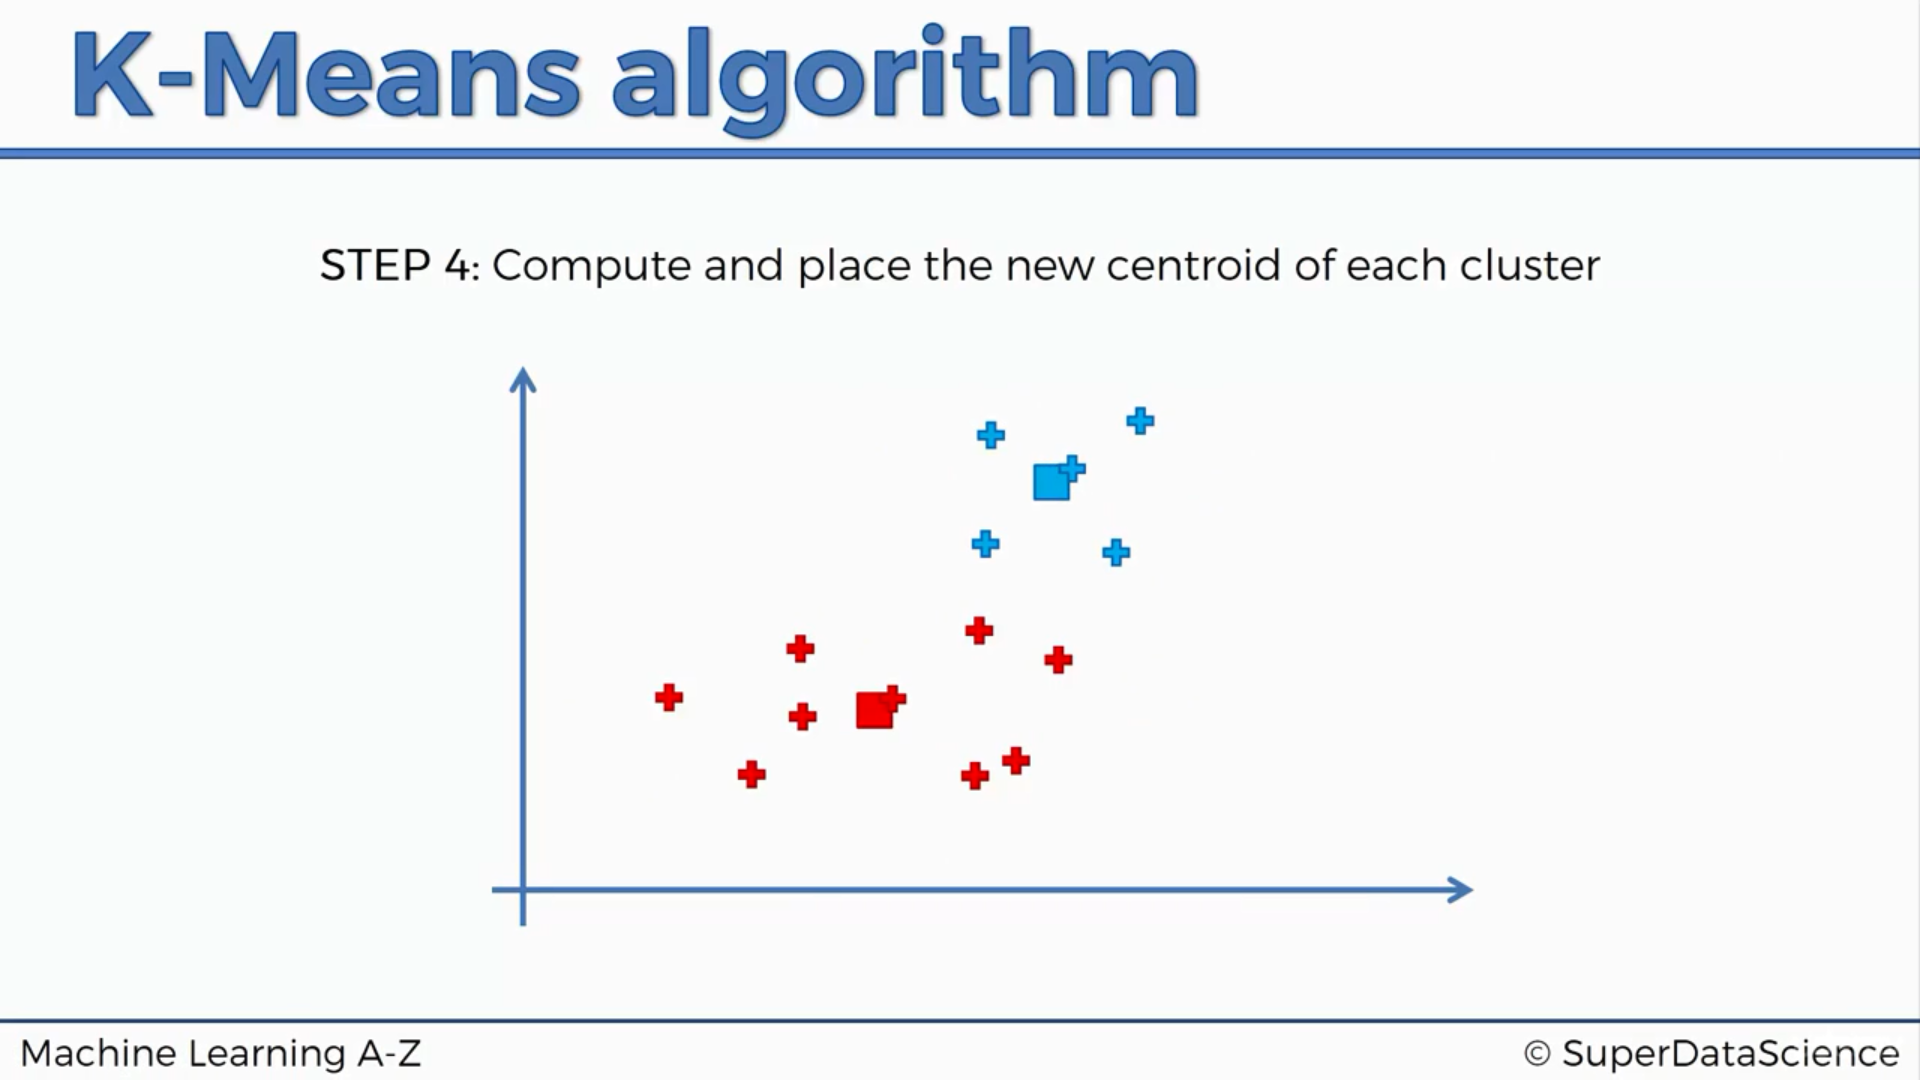 K-Means algorithm
STEP 4: Compute and place the new centroid of each cluster
Machine Learning A-Z
© SuperDataScience